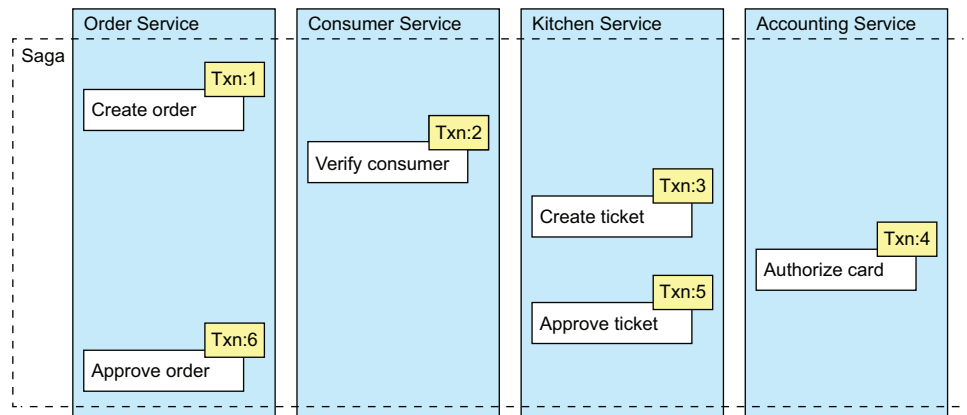 Order Service
Consumer Service
Kitchen Service
Accounting Service
Saga
Txn:1
Create order
Txn:2
Verify consumer
Txn:3
Create ticket
Txn:4
Authorize card
Txn:5
Approve ticket
Txn:6
Approve order